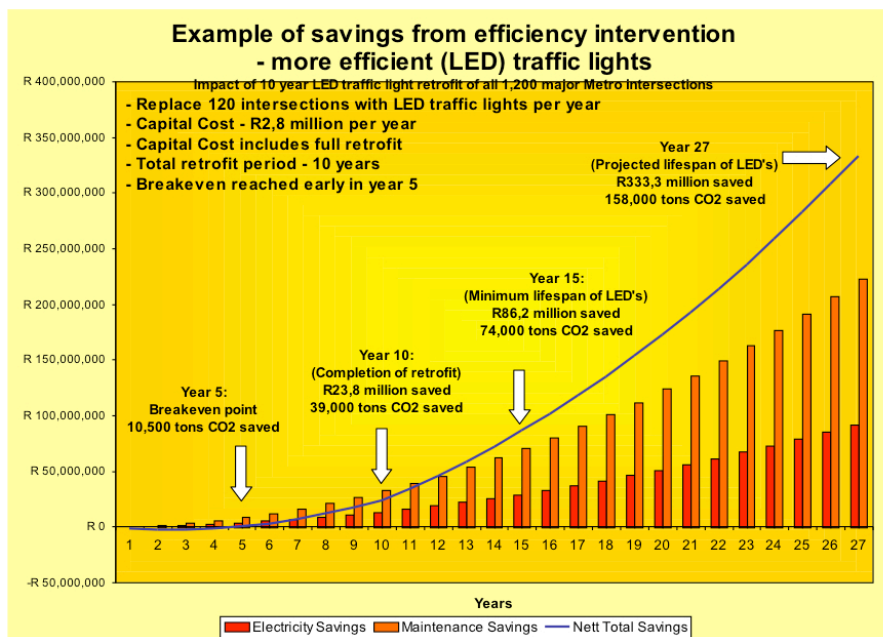 Example of savings from efficiency intervention
- more efficient (LED) traffic lights
Impact of 10 year LED traffic light retrofit of all 1,200 major Metro intersections
- Replace 120 intersections with LED traffic lights per year
- Capital Cost - R2,8 million per year
- Capital Cost includes full retrofit
- Total retrofit period - 10 years
- Breakeven reached early in year 5
R 400,000,000
R 350,000,000
R 300,000,000
R 250,000,000
R 200,000,000
R 150,000,000
R 100,000,000
R 50,000,000
R 0
-R 50,000,000
Year 27
(Projected lifespan of LED's)
R333,3 million saved
158,000 tons CO2 saved
Year 15:
(Minimum lifespan of LED's)
R86,2 million saved
74,000 tons CO2 saved
Year 10:
(Completion of retrofit)
R23,8 million saved
39,000 tons CO2 saved
Year 5:
Breakeven point
10,500 tons CO2 saved
1 2 3 4 5 6 7 8 9 10 11 12 13 14 15 16 17 18 19 20 21 22 23 24 25 26 27
Years
Electricity Savings Maintenance Savings Nett Total Savings